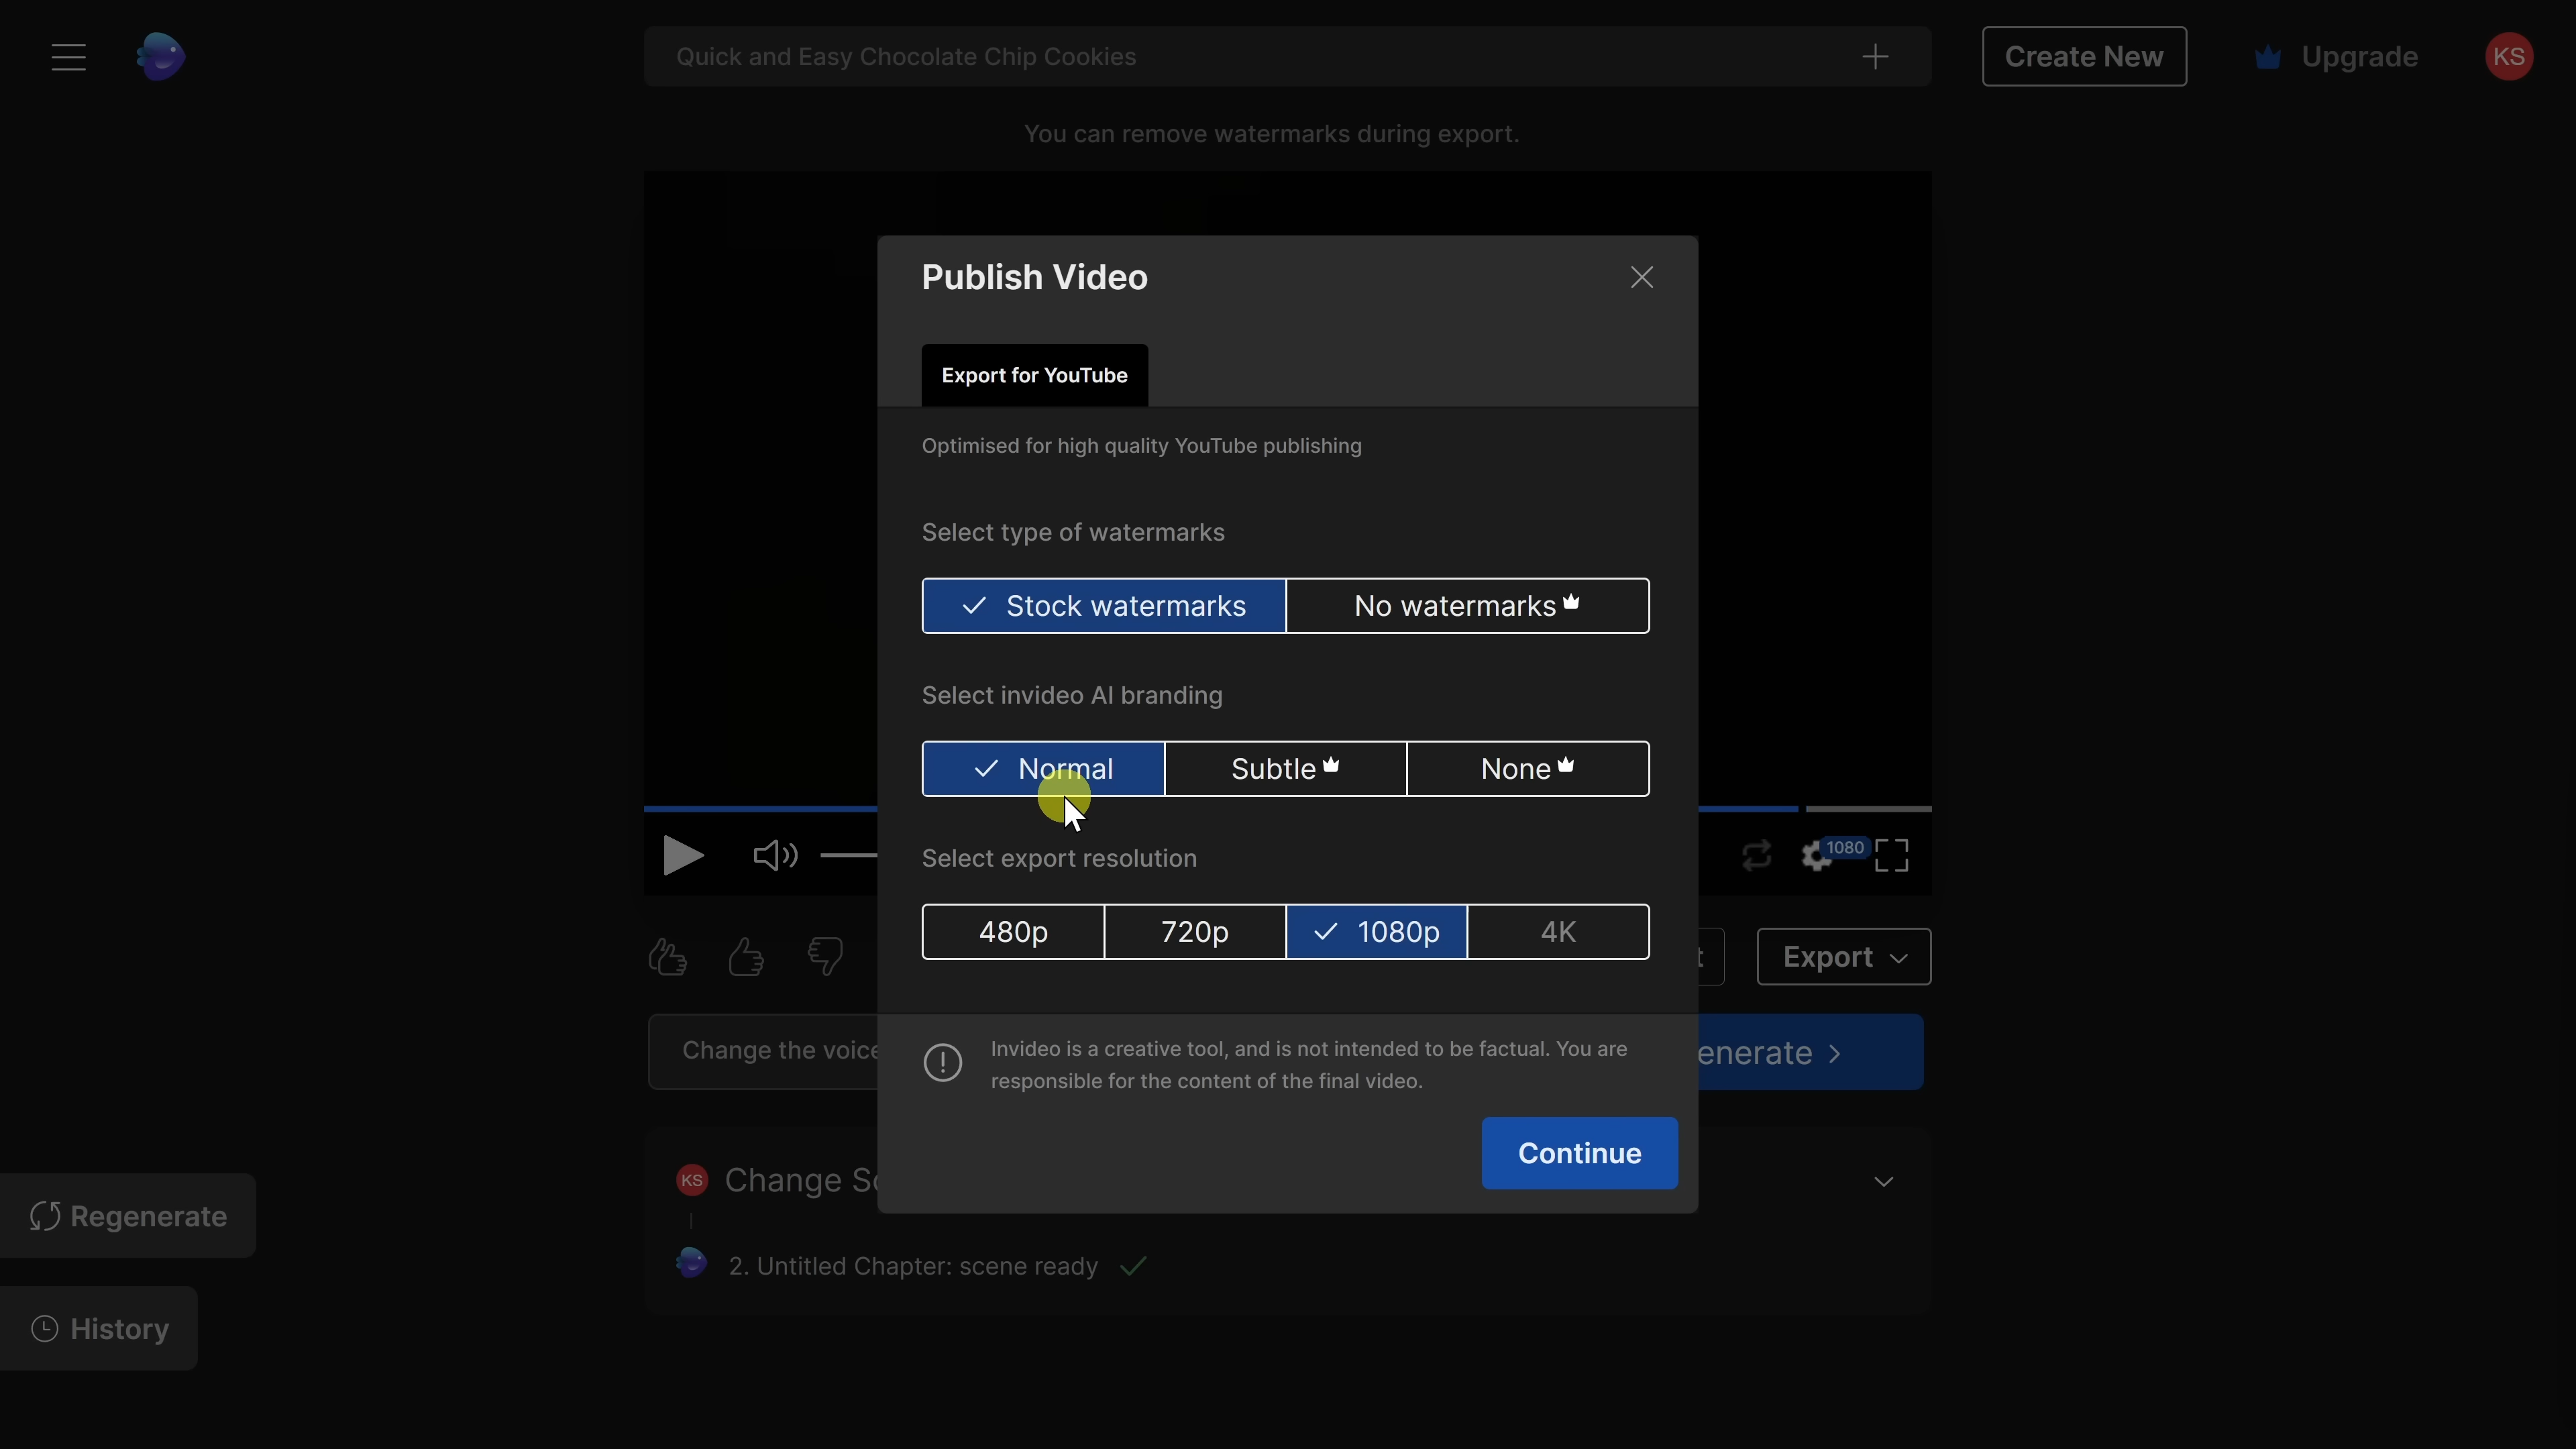 Quick and Easy Chocolate Chip Cookies
Create New
Upgrade
KS
You can remove watermarks during export.
Publish Video
Export for YouTube
Optimised for high quality YouTube publishing
Select type of watermarks
Stock watermarks
No watermarks
Select invideo AI branding
Normal
Subtle
None
Select export resolution
1080
480p
720p
1080p
4K
Export
Change the voice
enerate
Invideo is a creative tool, and is not intended to be factual. You are
responsible for the content of the final video.
Continue
KS
Change Sc
Regenerate
2. Untitled Chapter: scene ready
History